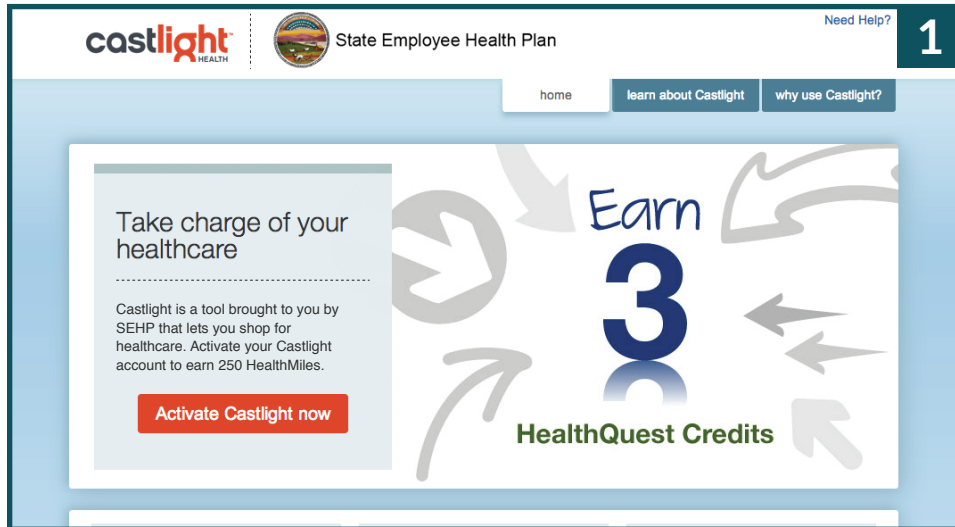 castlight HEALTH
State Employee Health Plan
Need Help?
1
home
learn about Castlight
why use Castlight?
Take charge of your
healthcare
Castlight is a tool brought to you by
SEHP that lets you shop for
healthcare. Activate your Castlight
account to earn 250 HealthMiles.
Activate Castlight now
Earn
3
HealthQuest Credits